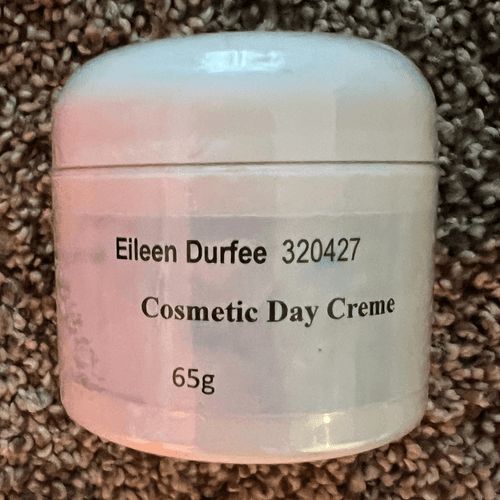 Eileen Durfee 320427
Cosmetic Day Creme
65g